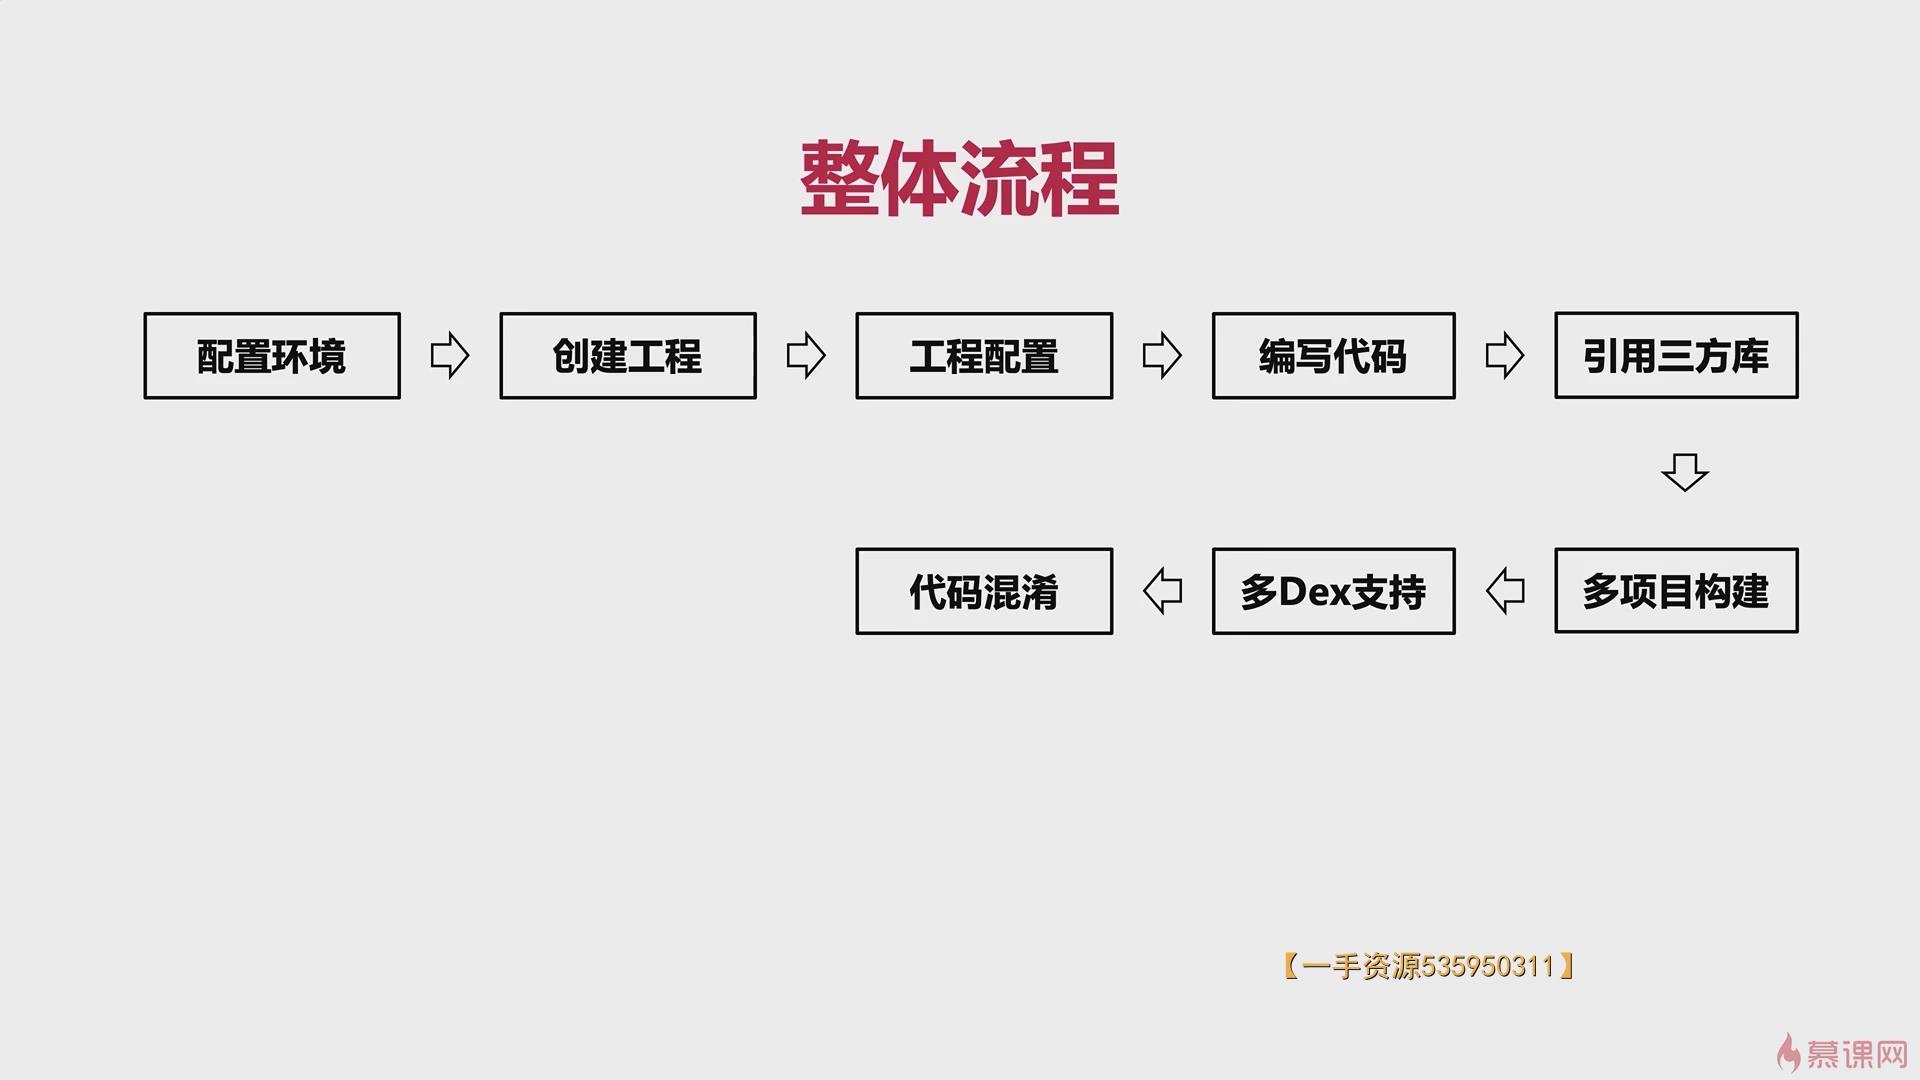 整体流程
配置环境
创建工程
工程配置
编写代码
引用三方库
多项目构建
多Dex支持
代码混淆
【一手资源535950311】
慕课网